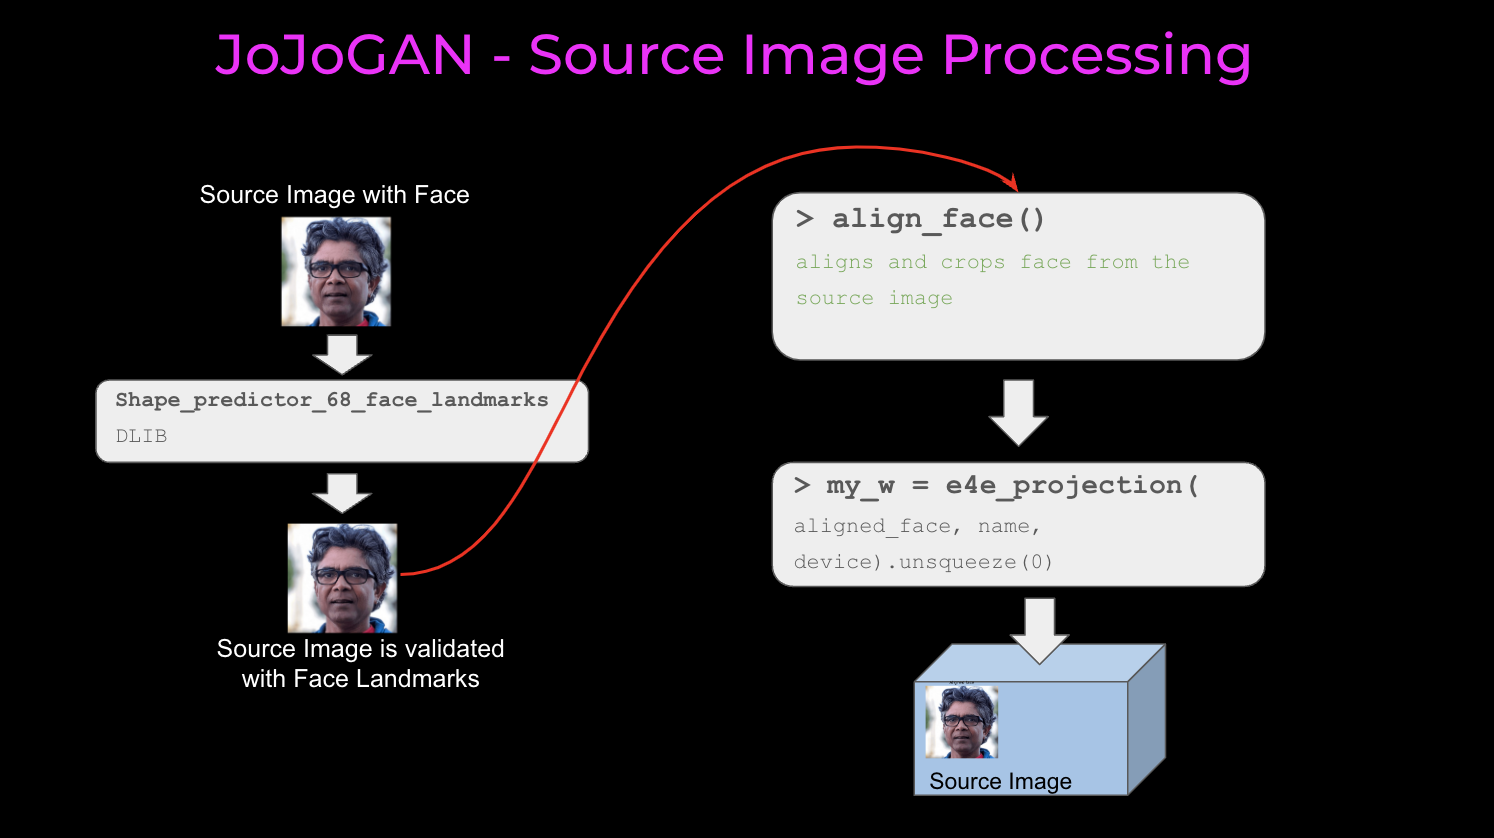 JoJoGAN - Source Image Processing
Source Image with Face
Shape_predictor_68_face_landmarks
DLIB
Source Image is validated
with Face Landmarks
> align_face()
aligns and crops face from the
source image
> my_w = e4e_projection(
aligned_face, name,
device).unsqueeze(0)
Source Image